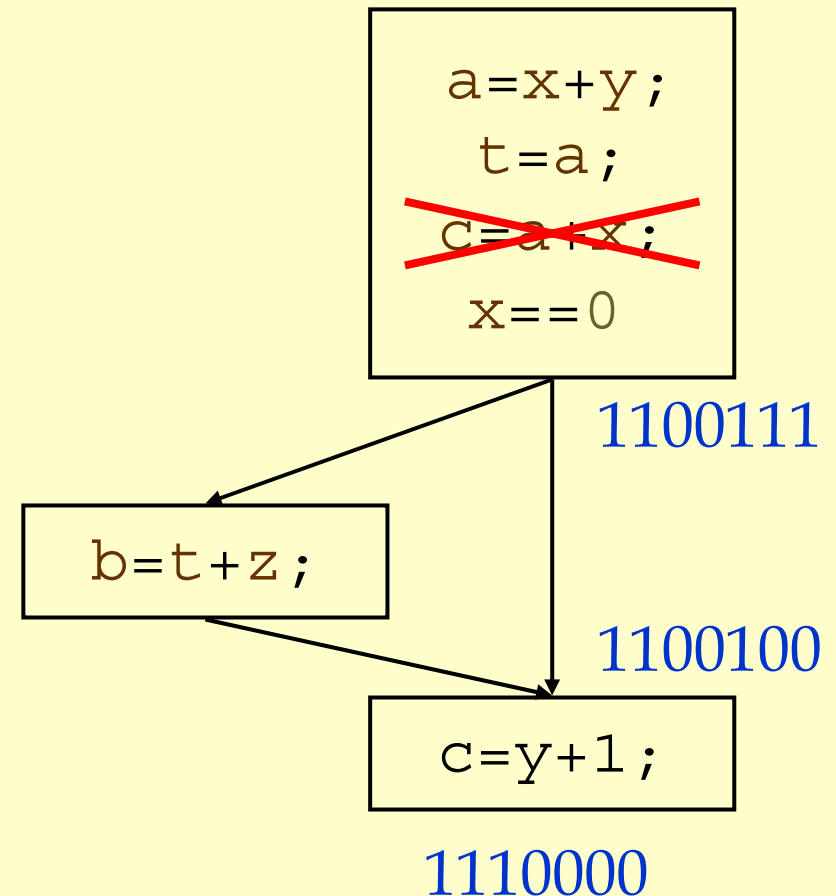 a=x+y;
t=a;
c=a+x;
x==0
1100111
b=t+z;
1100100
c=y+1;
1110000